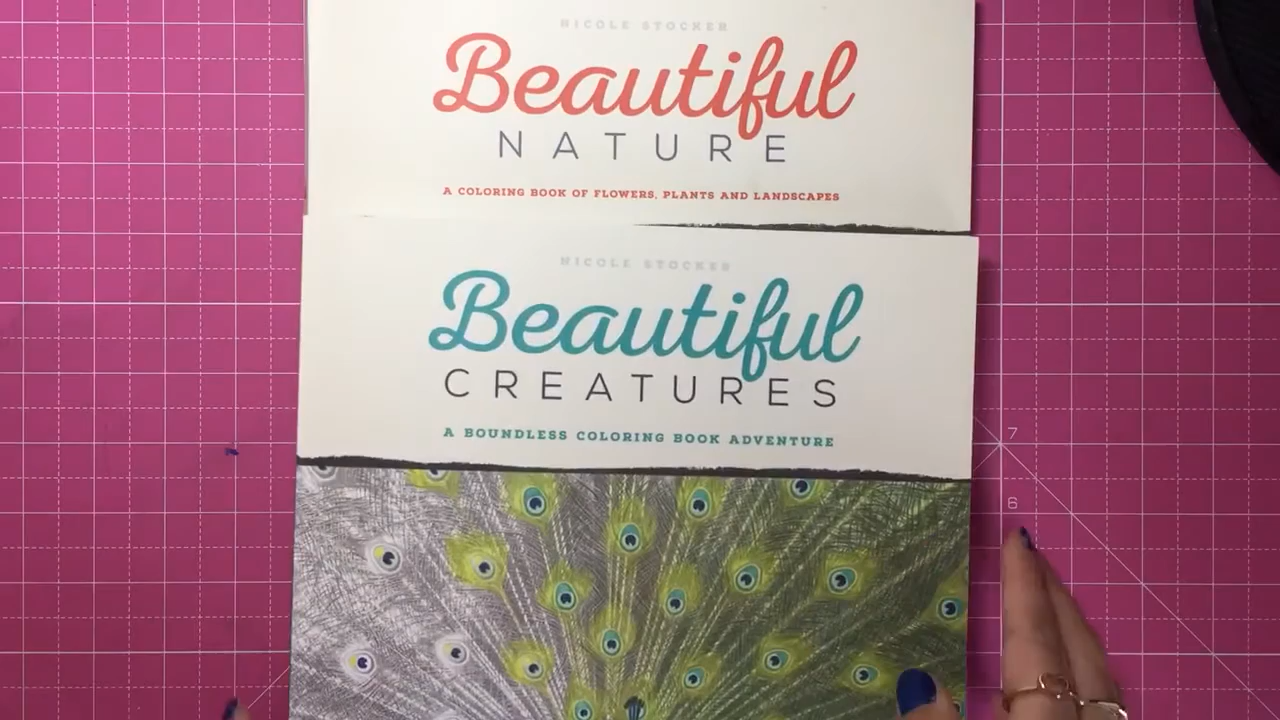 NICOLE STOCKER
Beautiful
NATURE
A COLORING BOOK OF FLOWERS, PLANTS AND LANDSCAPES
NICOLE STOCKER
Beautiful
CREATURES
A BOUNDLESS COLORING BOOK ADVENTURE
7
6